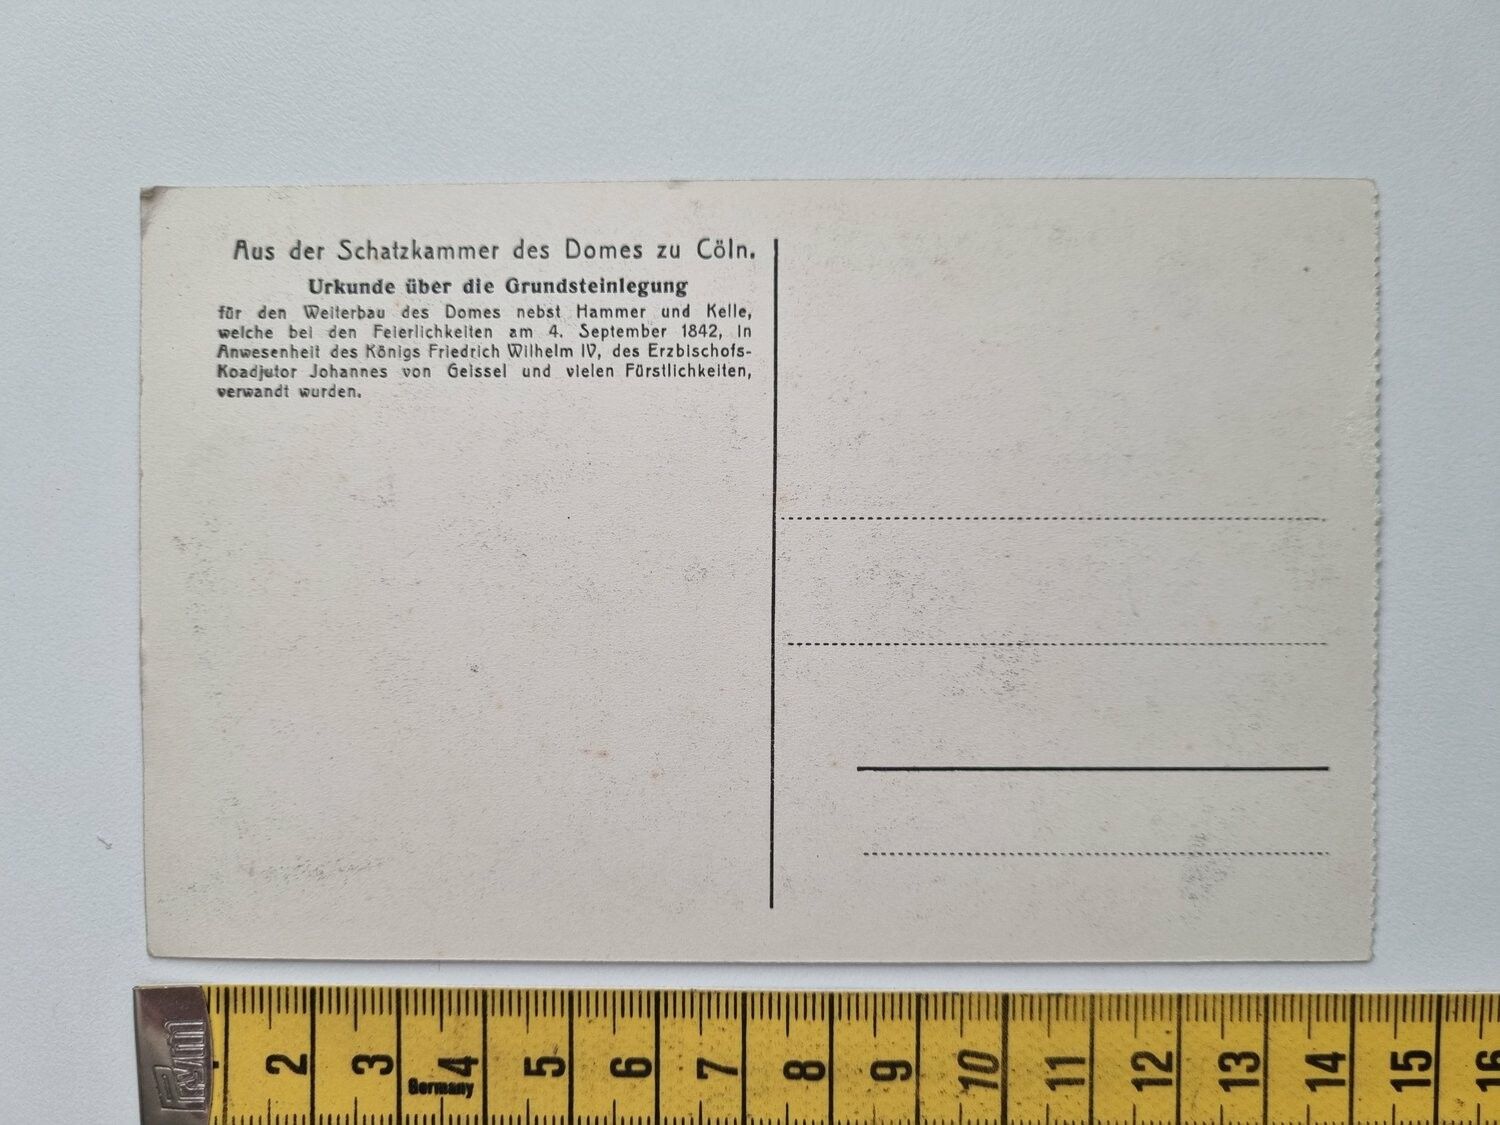 Aus der Schatzkammer des Domes zu Cöln.
Urkunde über die Grundsteinlegung
für den Weiterbau des Domes nebst Hammer und Kelle,
welche bei den Feierlichkeiten am 4. September 1842, in
Anwesenheit des Königs Friedrich Wilhelm IV, des Erzbischofs-
Koadjutor Johannes von Geissel und vielen Fürstlichkeiten,
verwandt wurden.
Prym
2 3 4 5 6 7 8 9 10 11 12 13 14 15 16
Germany